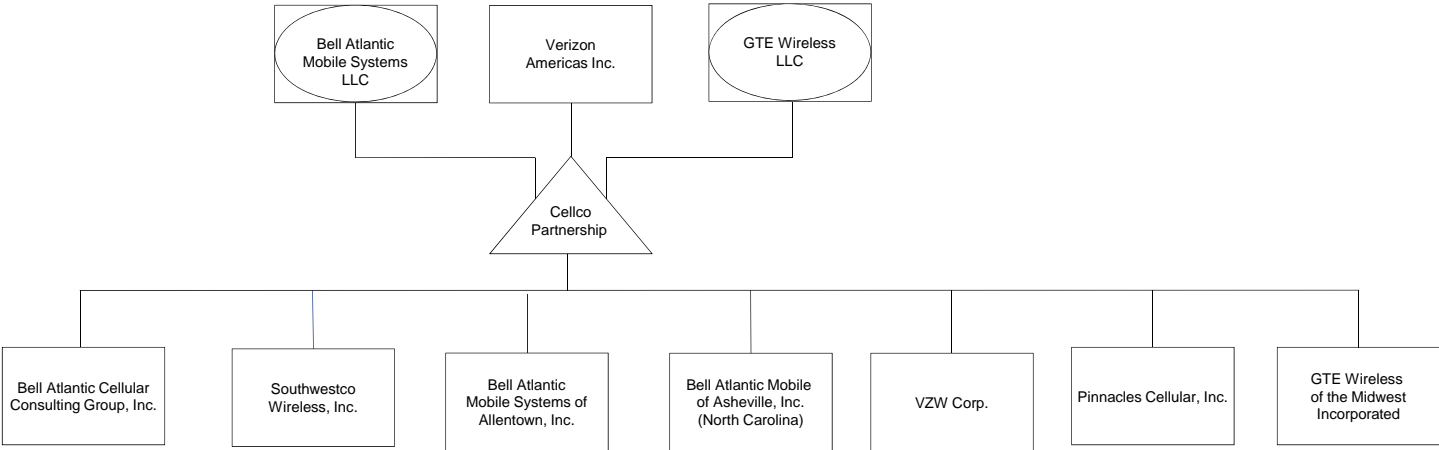 Bell Atlantic
Mobile Systems
LLC
Verizon
Americas Inc.
GTE Wireless
LLC
Cellco
Partnership
Bell Atlantic Cellular
Consulting Group, Inc.
Southwestco
Wireless, Inc.
Bell Atlantic
Mobile Systems of
Allentown, Inc.
Bell Atlantic Mobile
of Asheville, Inc.
(North Carolina)
VZW Corp.
Pinnacles Cellular, Inc.
GTE Wireless
of the Midwest
Incorporated